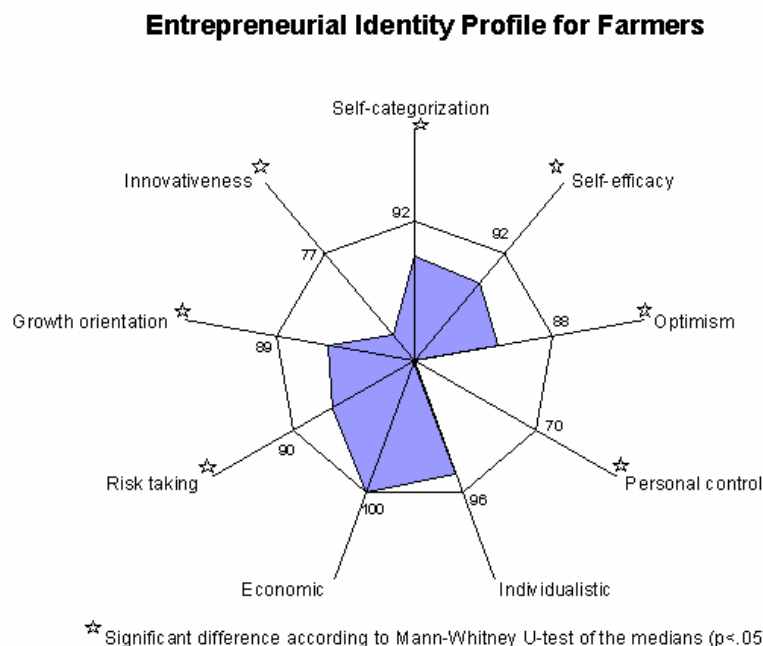 Entrepreneurial Identity Profile for Farmers
Self-categorization
Innovativeness
Self-efficacy
92
92
77
Growth orientation
Optimism
88
89
70
90
Risk taking
Personal control
100
96
Economic
Individualistic
Significant difference according to Mann-Whitney U-test of the medians (p<.05